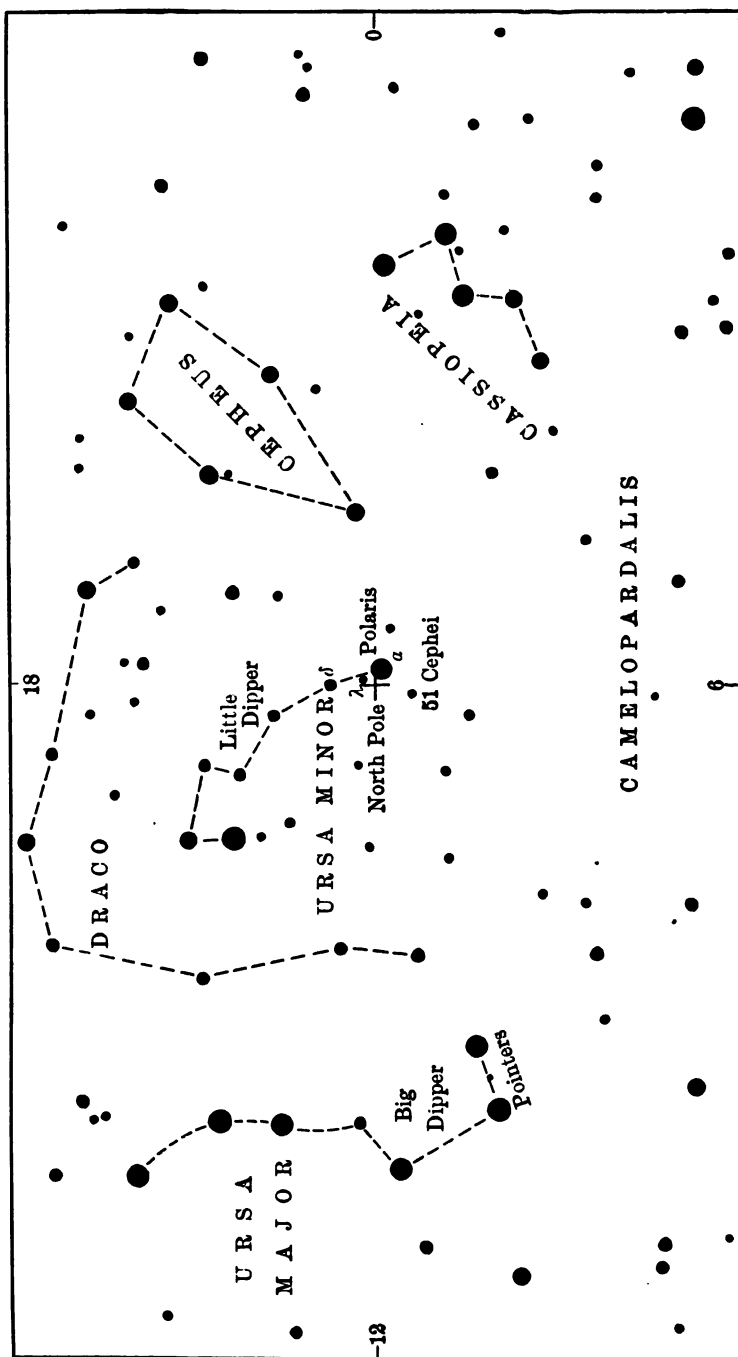 0
18
6
12
CASSIOPEIA
CEPHEUS
CAMELOPARDALIS
Little
Dipper
DRACO
URSA MINOR
δ
λ
Polaris
α
North Pole
51 Cephei
Big
Dipper
Pointers
URSA
MAJOR